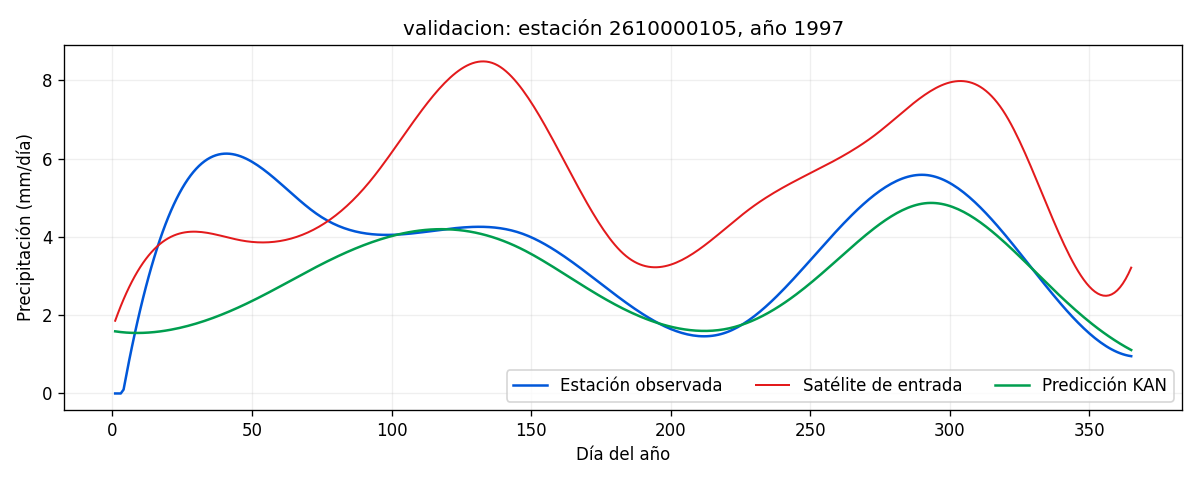 validacion: estación 2610000105, año 1997
Precipitación (mm/día)
8
6
4
2
0
0 50 100 150 200 250 300 350
Día del año
Estación observada Satélite de entrada Predicción KAN